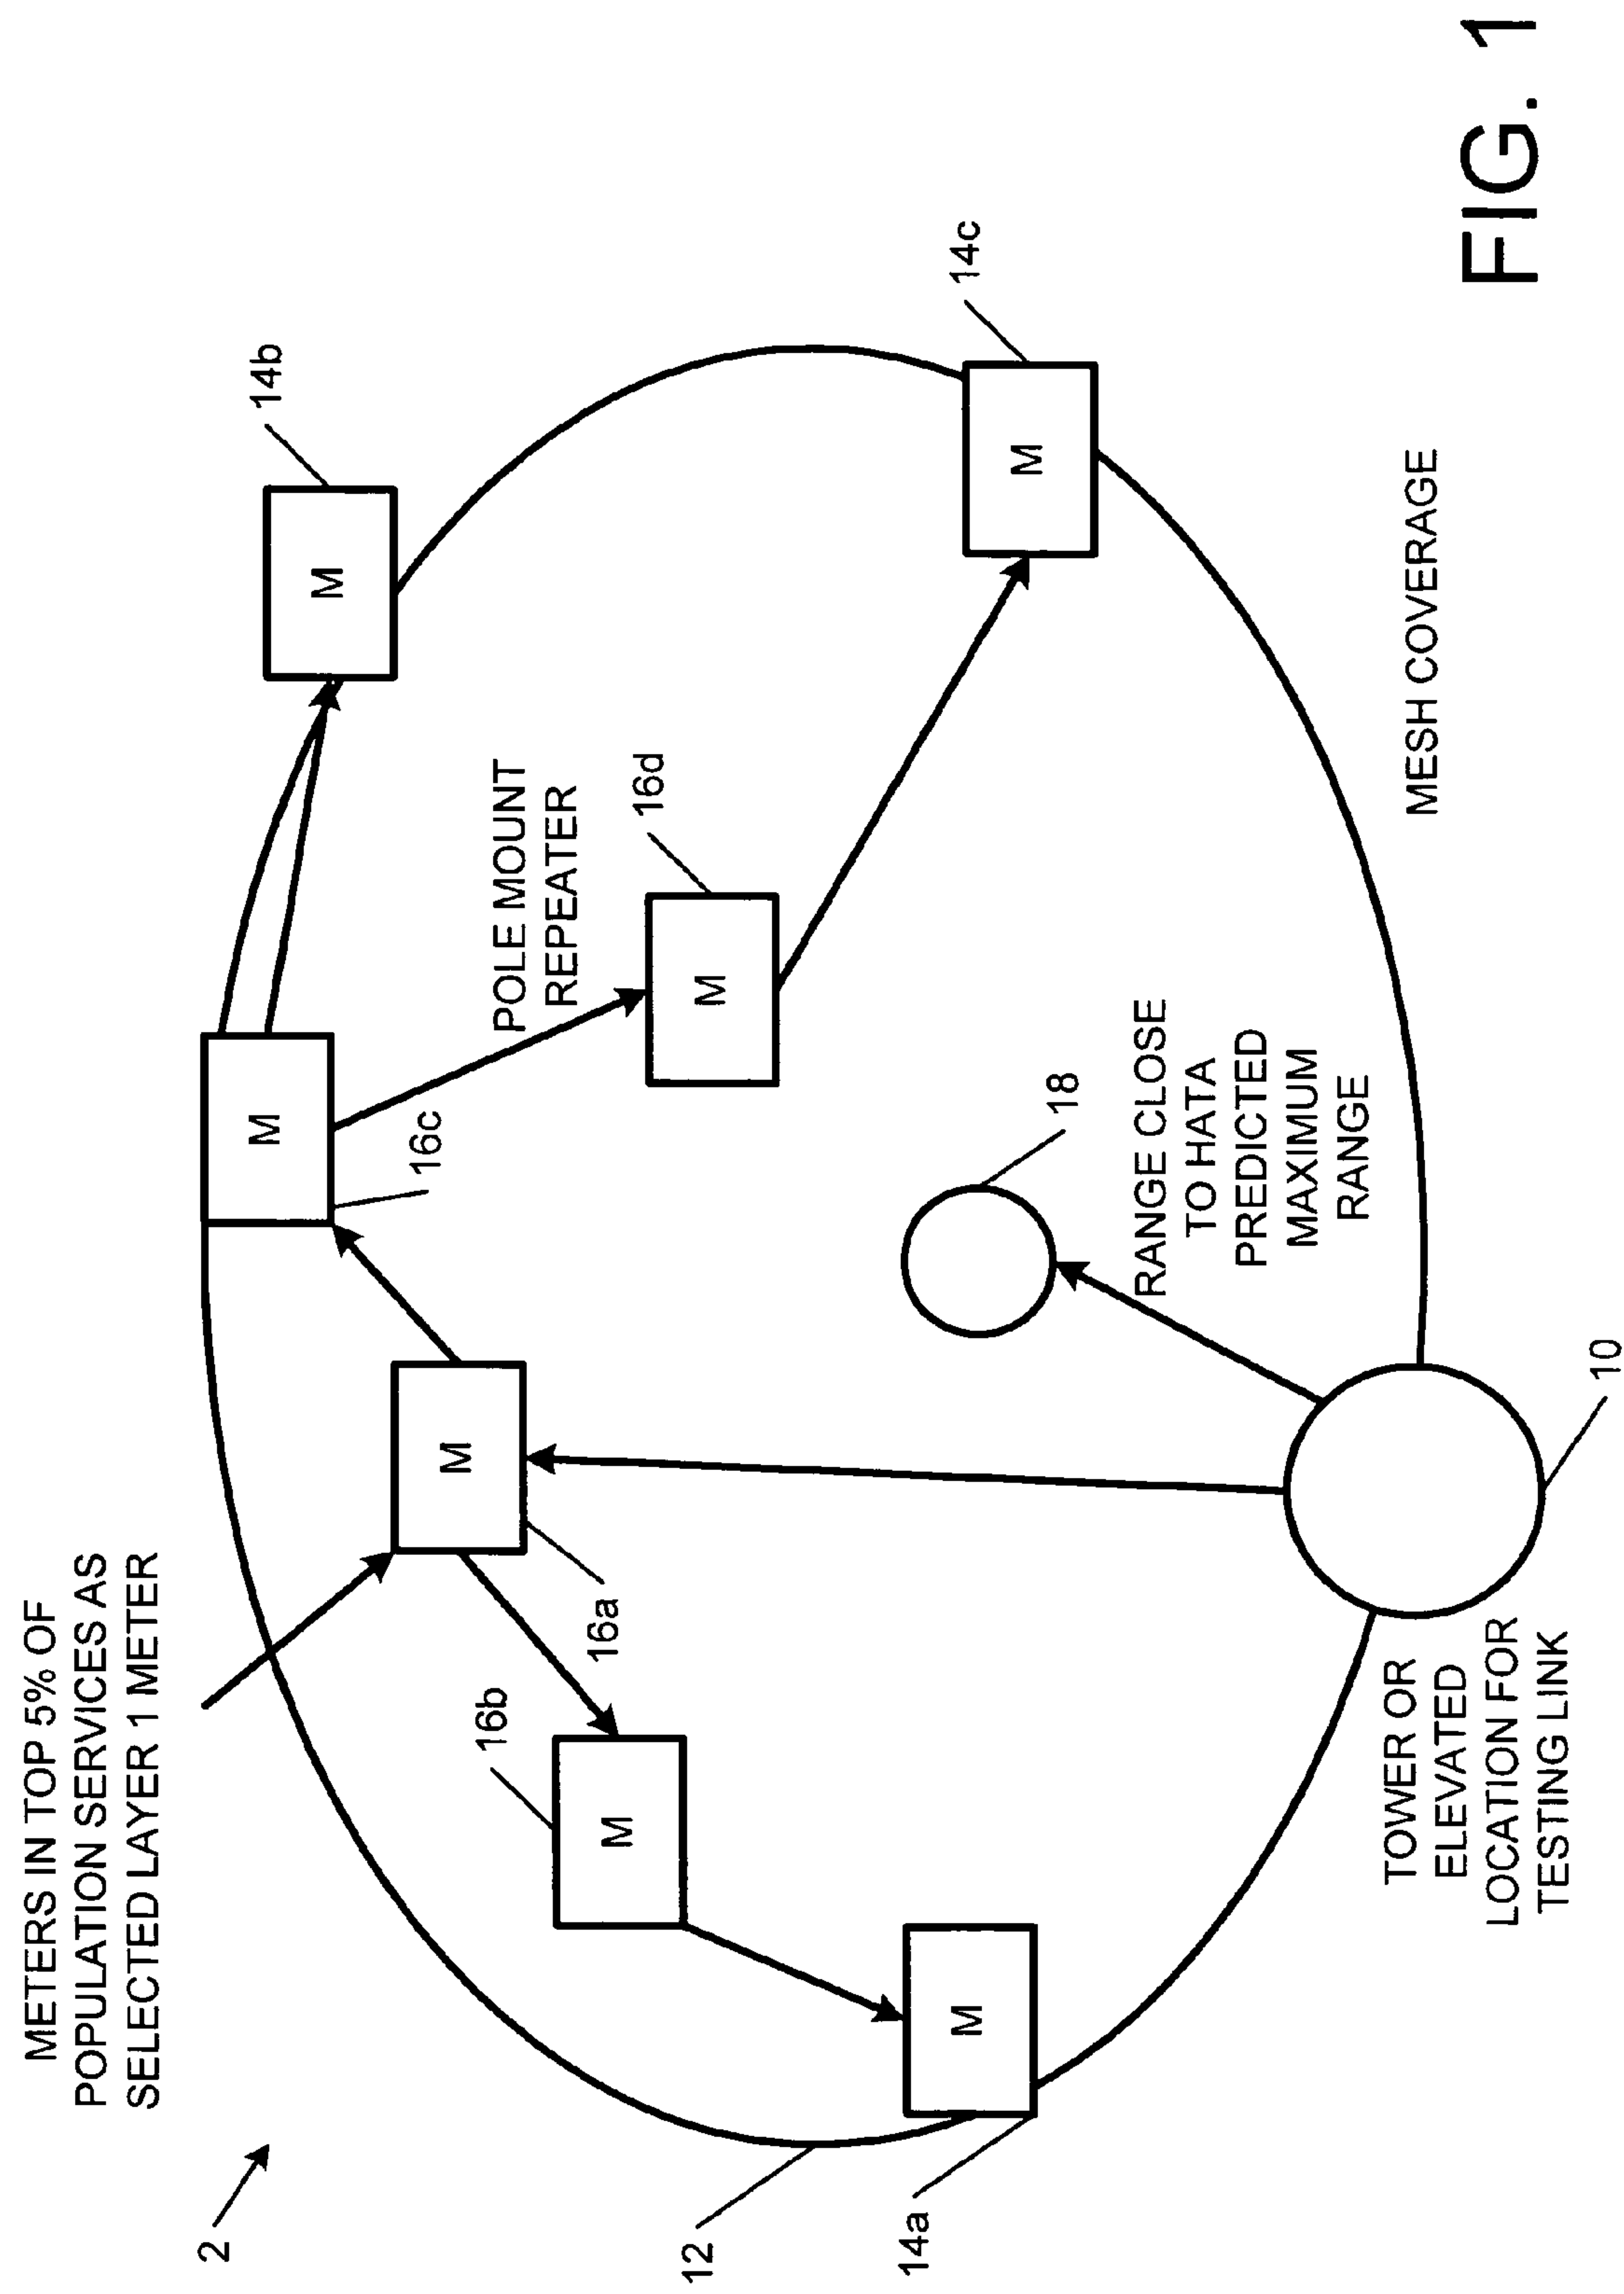 METERS IN TOP 5% OF
POPULATION SERVICES AS
SELECTED LAYER 1 METER
2
12
14a
M
16b
M
16a
M
16c
M
14b
M
POLE MOUNT
REPEATER
16d
M
14c
M
18
RANGE CLOSE
TO HATA
PREDICTED
MAXIMUM
RANGE
TOWER OR
ELEVATED
LOCATION FOR
TESTING LINK
10
MESH COVERAGE
FIG. 1